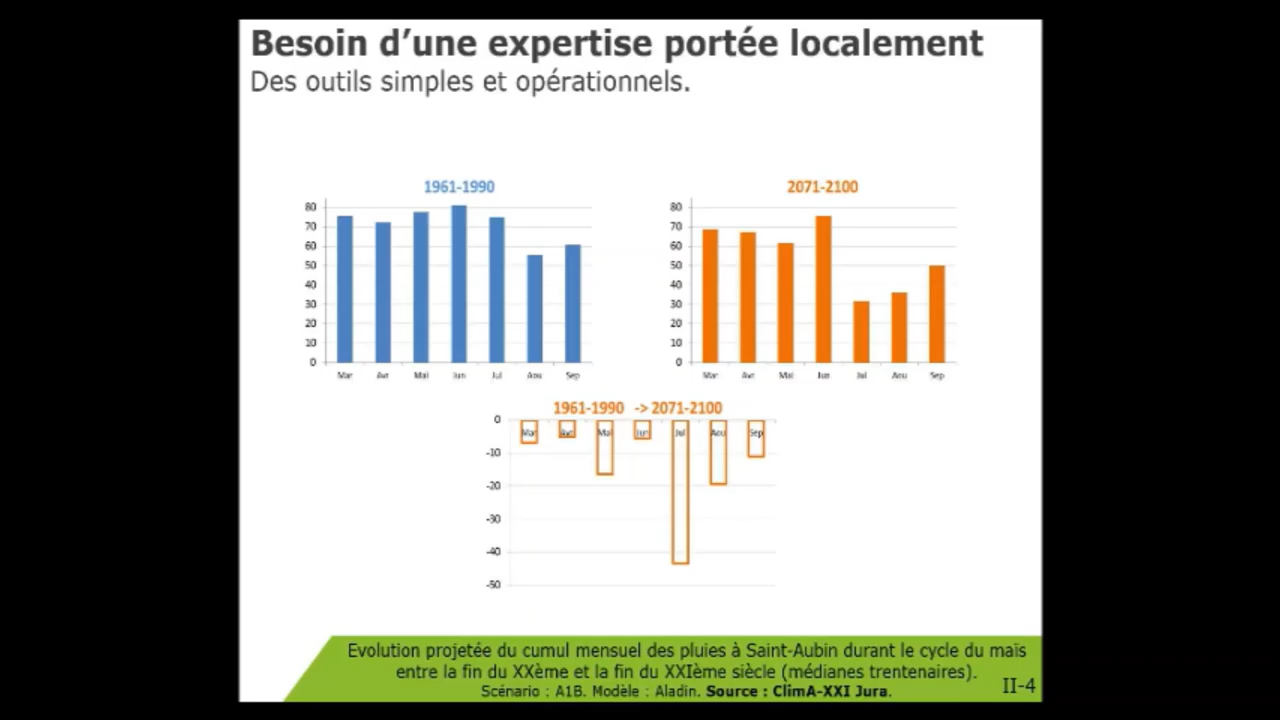 Besoin d’une expertise portée localement
Des outils simples et opérationnels.
1961-1990
80
70
60
50
40
30
20
10
0
Mar Avr Mai Jun Jul Aou Sep
2071-2100
80
70
60
50
40
30
20
10
0
Mar Avr Mai Jun Jul Aou Sep
1961-1990 -> 2071-2100
0
Mar Avr Mai Jun Jul Aou Sep
-10
-20
-30
-40
-50
Evolution projetée du cumul mensuel des pluies à Saint-Aubin durant le cycle du maïs
entre la fin du XXème et la fin du XXIème siècle (médianes trentenaires).
Scénario : A1B. Modèle : Aladin. Source : ClimA-XXI Jura.
II-4